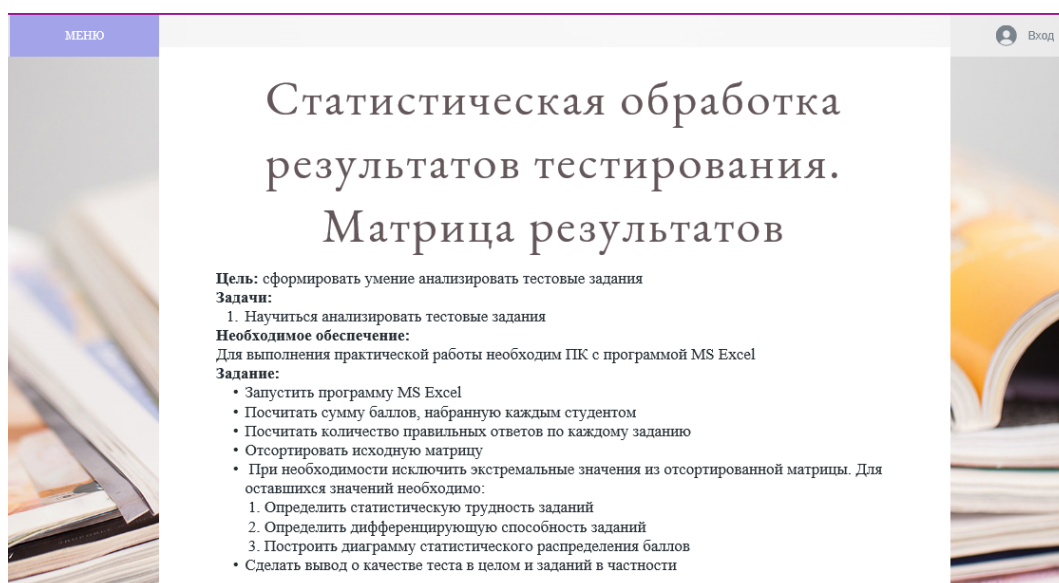 МЕНЮ
Вход
Статистическая обработка
результатов тестирования.
Матрица результатов
Цель: сформировать умение анализировать тестовые задания
Задачи:
1. Научиться анализировать тестовые задания
Необходимое обеспечение:
Для выполнения практической работы необходим ПК с программой MS Excel
Задание:
• Запустить программу MS Excel
• Посчитать сумму баллов, набранную каждым студентом
• Посчитать количество правильных ответов по каждому заданию
• Отсортировать исходную матрицу
• При необходимости исключить экстремальные значения из отсортированной матрицы. Для
оставшихся значений необходимо:
1. Определить статистическую трудность заданий
2. Определить дифференцирующую способность заданий
3. Построить диаграмму статистического распределения баллов
• Сделать вывод о качестве теста в целом и заданий в частности